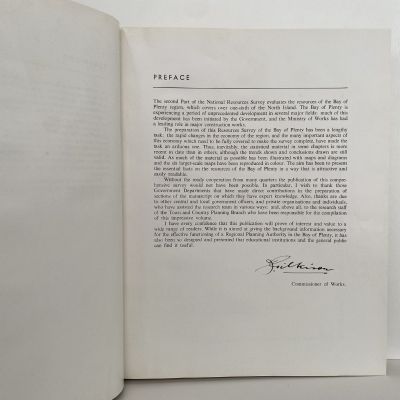 PREFACE
The second Part of the National Resources Survey evaluates the resources of the Bay of
Plenty region, which covers over one-sixth of the North Island. The Bay of Plenty is
experiencing a period of unprecedented development in several major fields: much of this
development has been initiated by the Government, and the Ministry of Works has had
a leading role in major construction works.
The preparation of this Resources Survey of the Bay of Plenty has been a lengthy
task: the rapid changes in the economy of the region, and the many important aspects of
this economy which need to be fully covered to make the survey complete, have made the
task an arduous one. Thus, inevitably, the statistical material in some chapters is more
recent in date than in others, although the trends shown and conclusions drawn are still
valid. As much of the material as possible has been illustrated with maps and diagrams
and the six larger-scale maps have been reproduced in colour. The aim has been to present
the essential facts on the resources of the Bay of Plenty in a way that is attractive and
easily readable.
Without the ready cooperation from many quarters the publication of this compre-
hensive survey would not have been possible. In particular, I wish to thank those
Government Departments that have made direct contributions in the preparation of
sections of the manuscript on which they have expert knowledge. Also, thanks are due
to other central and local government officers, and private organisations and individuals,
who have assisted the research team in various ways: and, above all, to the research staff
of the Town and Country Planning Branch who have been responsible for the compilation
of this impressive volume.
I have every confidence that this publication will prove of interest and value to a
wide range of readers. While it is aimed at giving the background information necessary
for the effective functioning of a Regional Planning Authority in the Bay of Plenty, it has
also been so designed and presented that educational institutions and the general public
can find it useful.
Commissioner of Works.